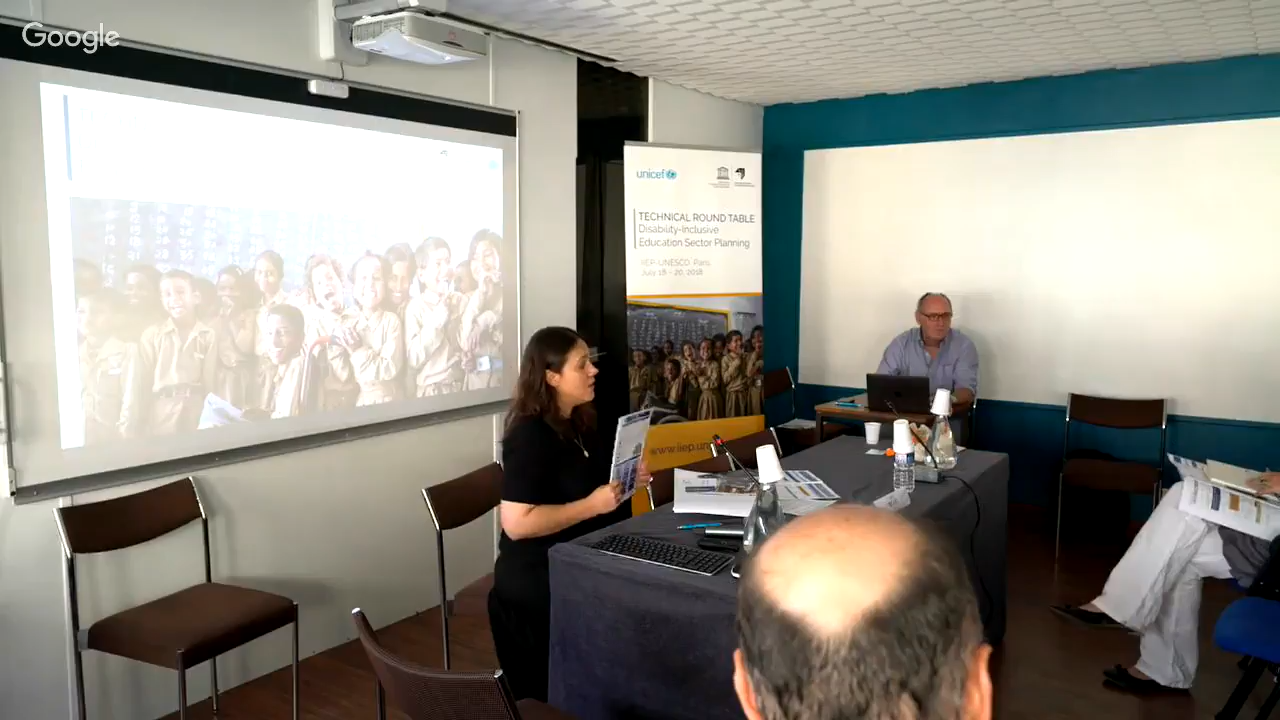 Google
unicef
TECHNICAL ROUND TABLE
Disability-Inclusive
Education Sector Planning
IIEP-UNESCO, Paris,
July 18 - 20, 2018
www.iiep.un